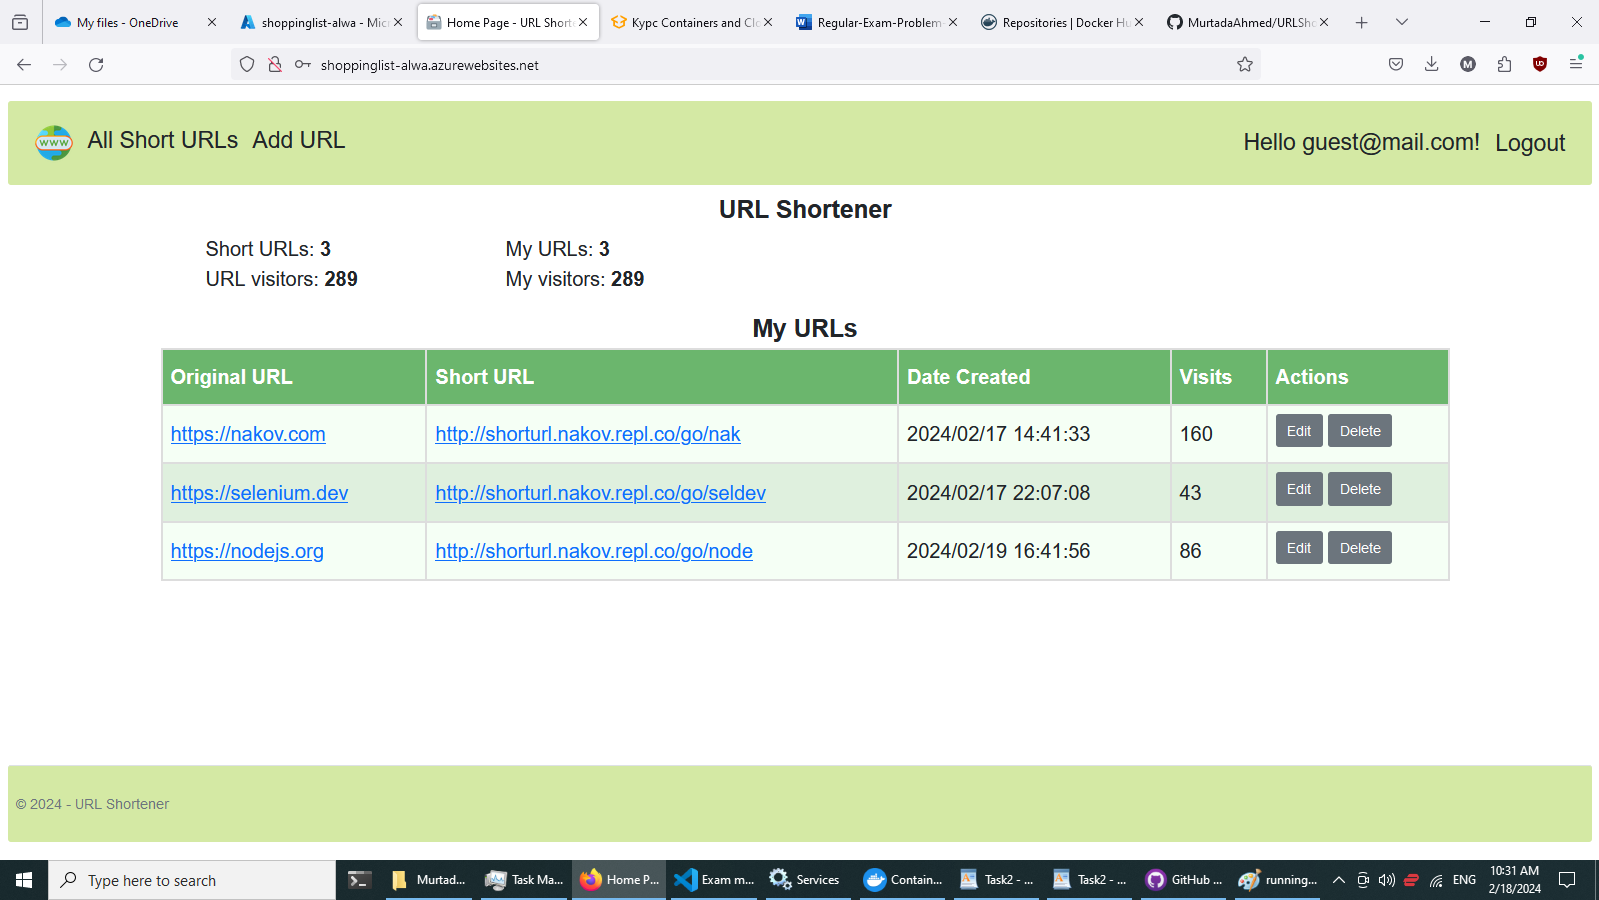 My files - OneDrive
shoppinglist-alwa - Micr
Home Page - URL Short
Курс Containers and Clo
Regular-Exam-Problem-
Repositories | Docker Hu
MurtadaAhmed/URLSho
shoppinglist-alwa.azurewebsites.net
M
WWW
All Short URLs Add URL
Hello guest@mail.com! Logout
URL Shortener
Short URLs: 3 My URLs: 3
URL visitors: 289 My visitors: 289
My URLs
Original URL Short URL Date Created Visits Actions
https://nakov.com http://shorturl.nakov.repl.co/go/nak 2024/02/17 14:41:33 160 Edit Delete
https://selenium.dev http://shorturl.nakov.repl.co/go/seldev 2024/02/17 22:07:08 43 Edit Delete
https://nodejs.org http://shorturl.nakov.repl.co/go/node 2024/02/19 16:41:56 86 Edit Delete
© 2024 - URL Shortener
Type here to search
Murtad...
Task Ma...
Home P...
Exam m...
Services
Contain...
Task2 - ...
Task2 - ...
GitHub ...
running...
ENG
10:31 AM
2/18/2024